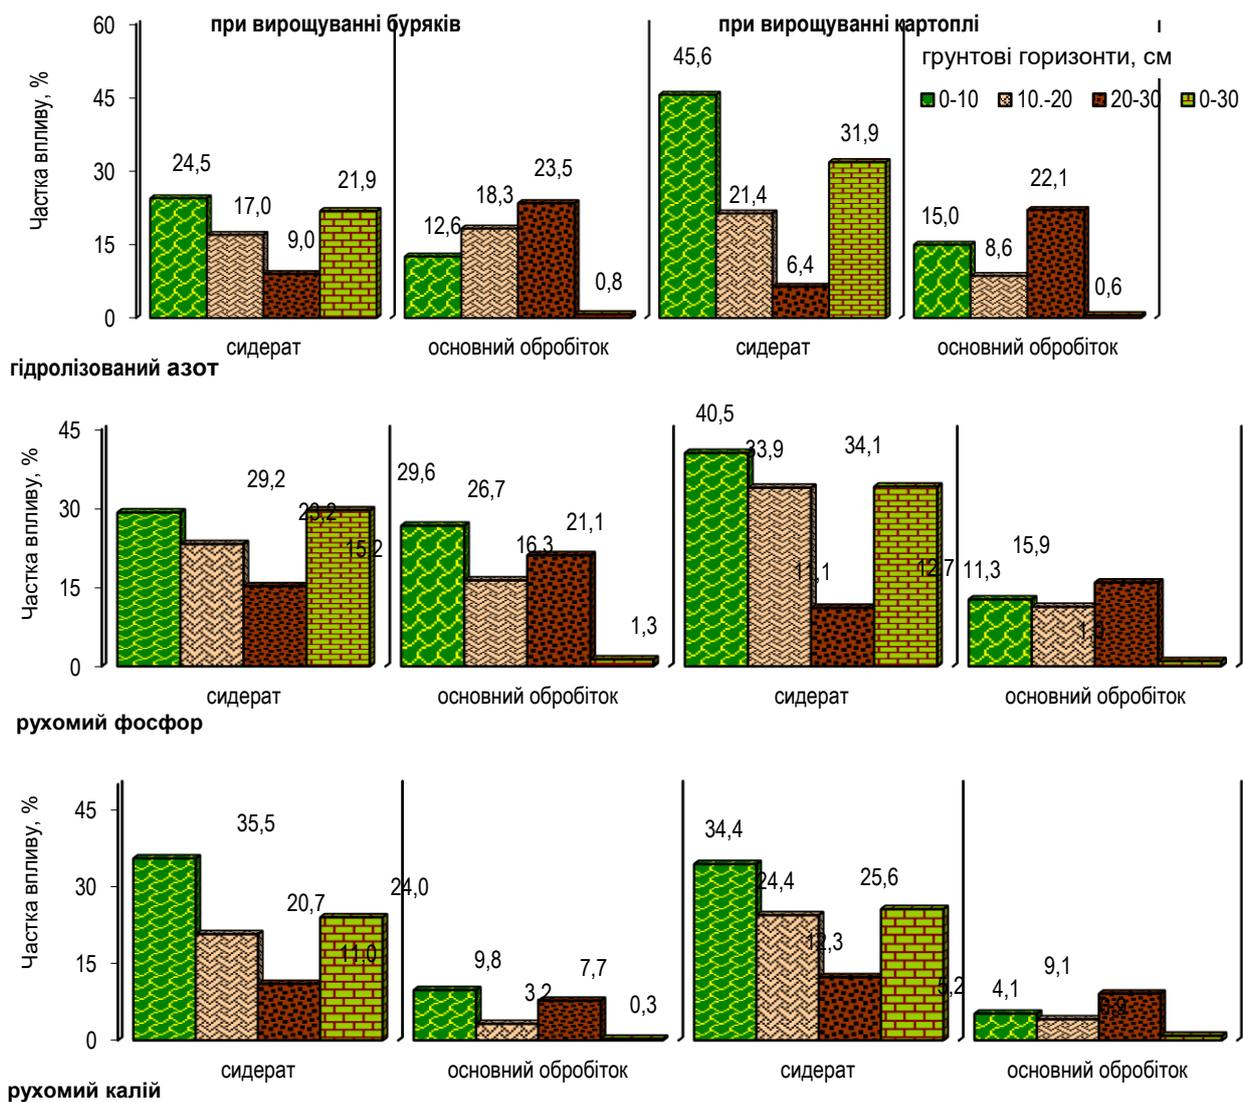 при вирощуванні буряків
при вирощуванні картоплі
грунтові горизонти, см
0-10 10.-20 20-30 0-30
Частка впливу, %
60
45
30
15
0
24,5 17,0 9,0 21,9
12,6 18,3 23,5 0,8
45,6 21,4 6,4 31,9
15,0 8,6 22,1 0,6
сидерат основний обробіток сидерат основний обробіток
гідролізований азот
Частка впливу, %
45
30
15
0
29,2 23,2 15,2 29,6
26,7 16,3 21,1 1,3
40,5 33,9 11,1 34,1
12,7 11,3 15,9
сидерат основний обробіток сидерат основний обробіток
рухомий фосфор
Частка впливу, %
45
30
15
0
35,5 20,7 11,0 24,0
9,8 3,2 7,7 0,3
34,4 24,4 12,3 25,6
5,2 4,1 9,1
сидерат основний обробіток сидерат основний обробіток
рухомий калій